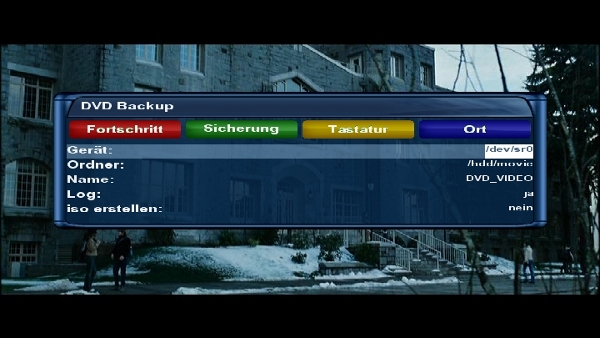 DVD Backup
Fortschritt Sicherung Tastatur Ort
Gerät: /dev/sr0
Ordner: /hdd/movie
Name: DVD_VIDEO
Log: ja
iso erstellen: nein